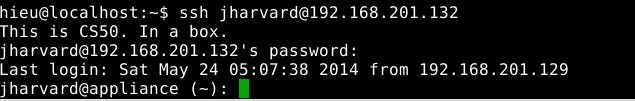 hieu@localhost:~$ ssh jharvard@192.168.201.132
This is CS50. In a box.
jharvard@192.168.201.132's password:
Last login: Sat May 24 05:07:38 2014 from 192.168.201.129
jharvard@appliance (~):